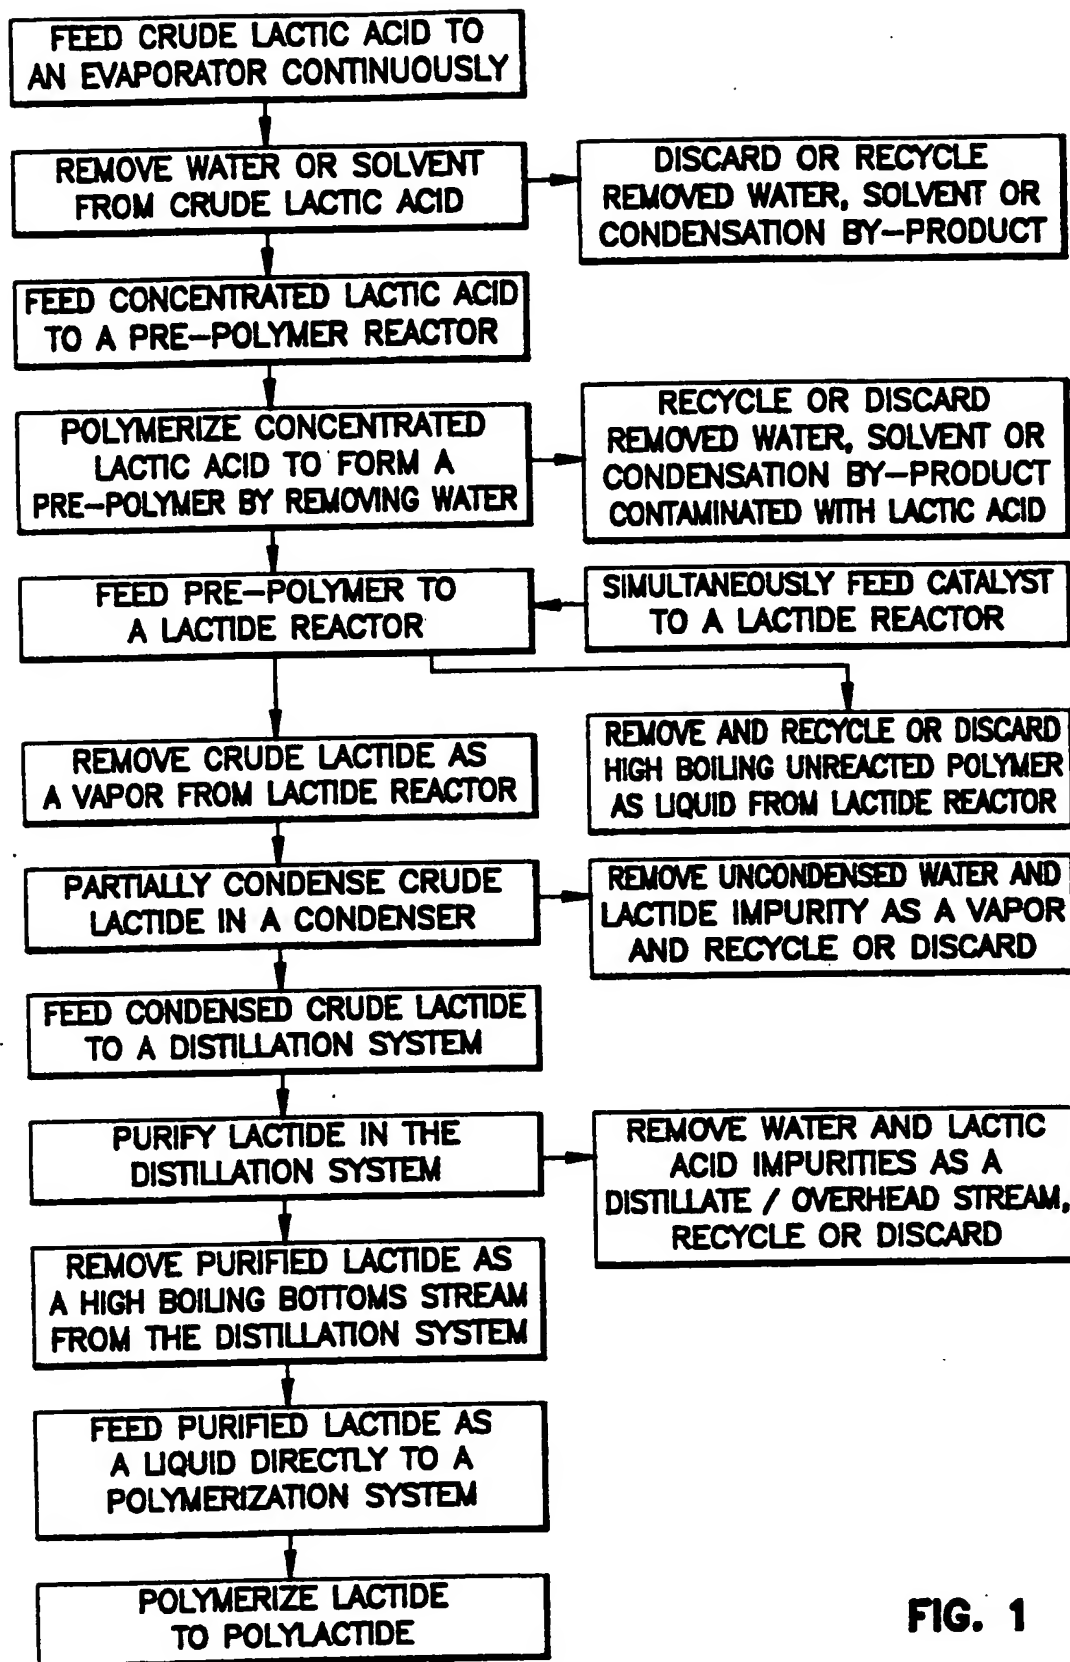 FEED CRUDE LACTIC ACID TO
AN EVAPORATOR CONTINUOUSLY
REMOVE WATER OR SOLVENT
FROM CRUDE LACTIC ACID
DISCARD OR RECYCLE
REMOVED WATER, SOLVENT OR
CONDENSATION BY-PRODUCT
FEED CONCENTRATED LACTIC ACID
TO A PRE-POLYMER REACTOR
POLYMERIZE CONCENTRATED
LACTIC ACID TO FORM A
PRE-POLYMER BY REMOVING WATER
RECYCLE OR DISCARD
REMOVED WATER, SOLVENT OR
CONDENSATION BY-PRODUCT
CONTAMINATED WITH LACTIC ACID
FEED PRE-POLYMER TO
A LACTIDE REACTOR
SIMULTANEOUSLY FEED CATALYST
TO A LACTIDE REACTOR
REMOVE CRUDE LACTIDE AS
A VAPOR FROM LACTIDE REACTOR
REMOVE AND RECYCLE OR DISCARD
HIGH BOILING UNREACTED POLYMER
AS LIQUID FROM LACTIDE REACTOR
PARTIALLY CONDENSE CRUDE
LACTIDE IN A CONDENSER
REMOVE UNCONDENSED WATER AND
LACTIDE IMPURITY AS A VAPOR
AND RECYCLE OR DISCARD
FEED CONDENSED CRUDE LACTIDE
TO A DISTILLATION SYSTEM
PURIFY LACTIDE IN THE
DISTILLATION SYSTEM
REMOVE WATER AND LACTIC
ACID IMPURITIES AS A
DISTILLATE / OVERHEAD STREAM,
RECYCLE OR DISCARD
REMOVE PURIFIED LACTIDE AS
A HIGH BOILING BOTTOMS STREAM
FROM THE DISTILLATION SYSTEM
FEED PURIFIED LACTIDE AS
A LIQUID DIRECTLY TO A
POLYMERIZATION SYSTEM
POLYMERIZE LACTIDE
TO POLYLACTIDE
FIG. 1